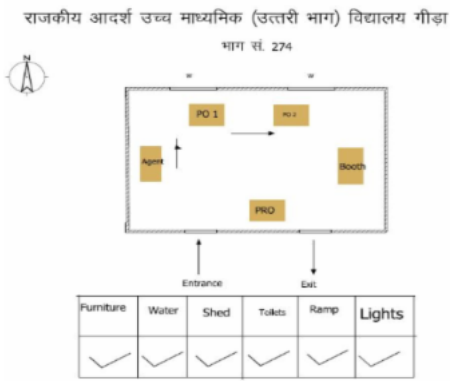 राजकीय आदर्श उच्च माध्यमिक (उत्तरी भाग) विद्यालय गीड़ा
भाग सं. 274
N
W W
PO 1 PO 2
Agent Booth
PRO
Entrance Exit
Furniture Water Shed Toilets Ramp Lights